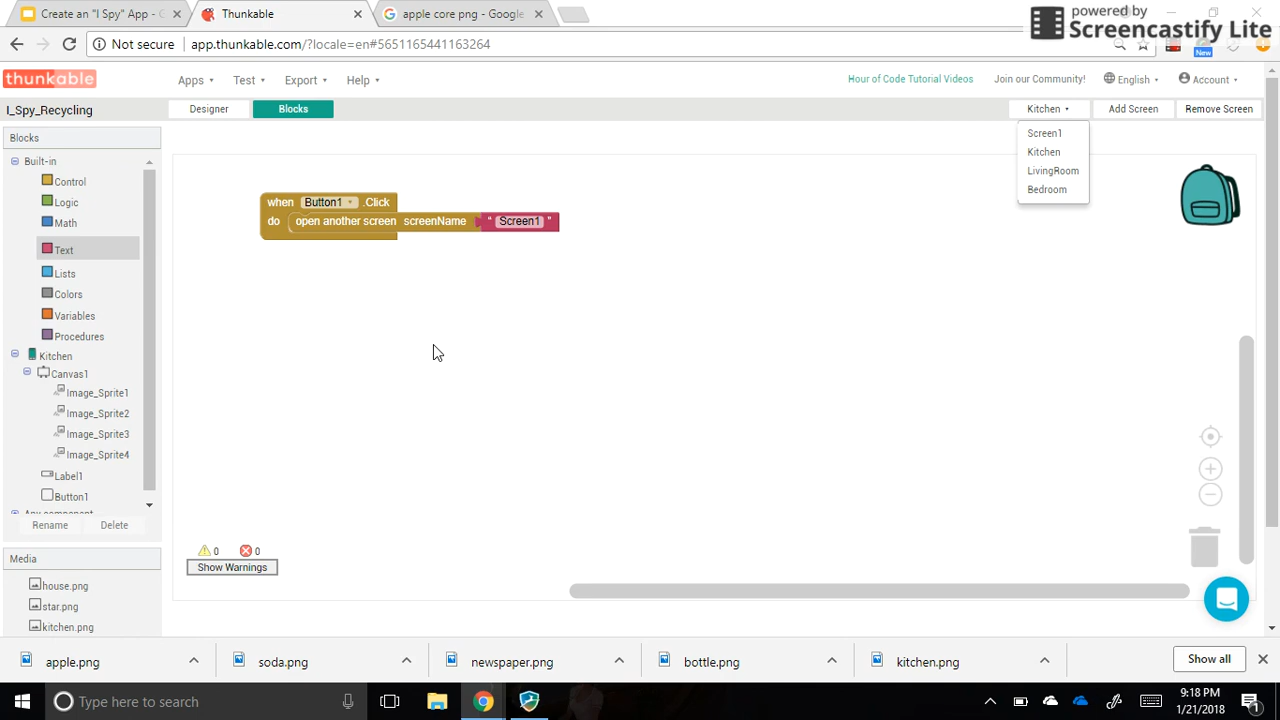 Create an "I Spy" App - G
Thunkable
apple core png - Google
powered by
Screencastify Lite
Not secure
app.thunkable.com/?locale=en#5651165441163264
New
thunkable
Apps
Test
Export
Help
Hour of Code Tutorial Videos
Join our Community!
English
Account
I_Spy_Recycling
Designer
Blocks
Kitchen
Add Screen
Remove Screen
Blocks
Screen1
Kitchen
LivingRoom
Bedroom
Built-in
Control
Logic
Math
Text
Lists
Colors
Variables
Procedures
Kitchen
Canvas1
Image_Sprite1
Image_Sprite2
Image_Sprite3
Image_Sprite4
Label1
Button1
Any component
Rename
Delete
when Button1 .Click
do open another screen screenName " Screen1 "
0 0
Show Warnings
Media
house.png
star.png
kitchen.png
apple.png
soda.png
newspaper.png
bottle.png
kitchen.png
Show all
Type here to search
9:18 PM
1/21/2018
1